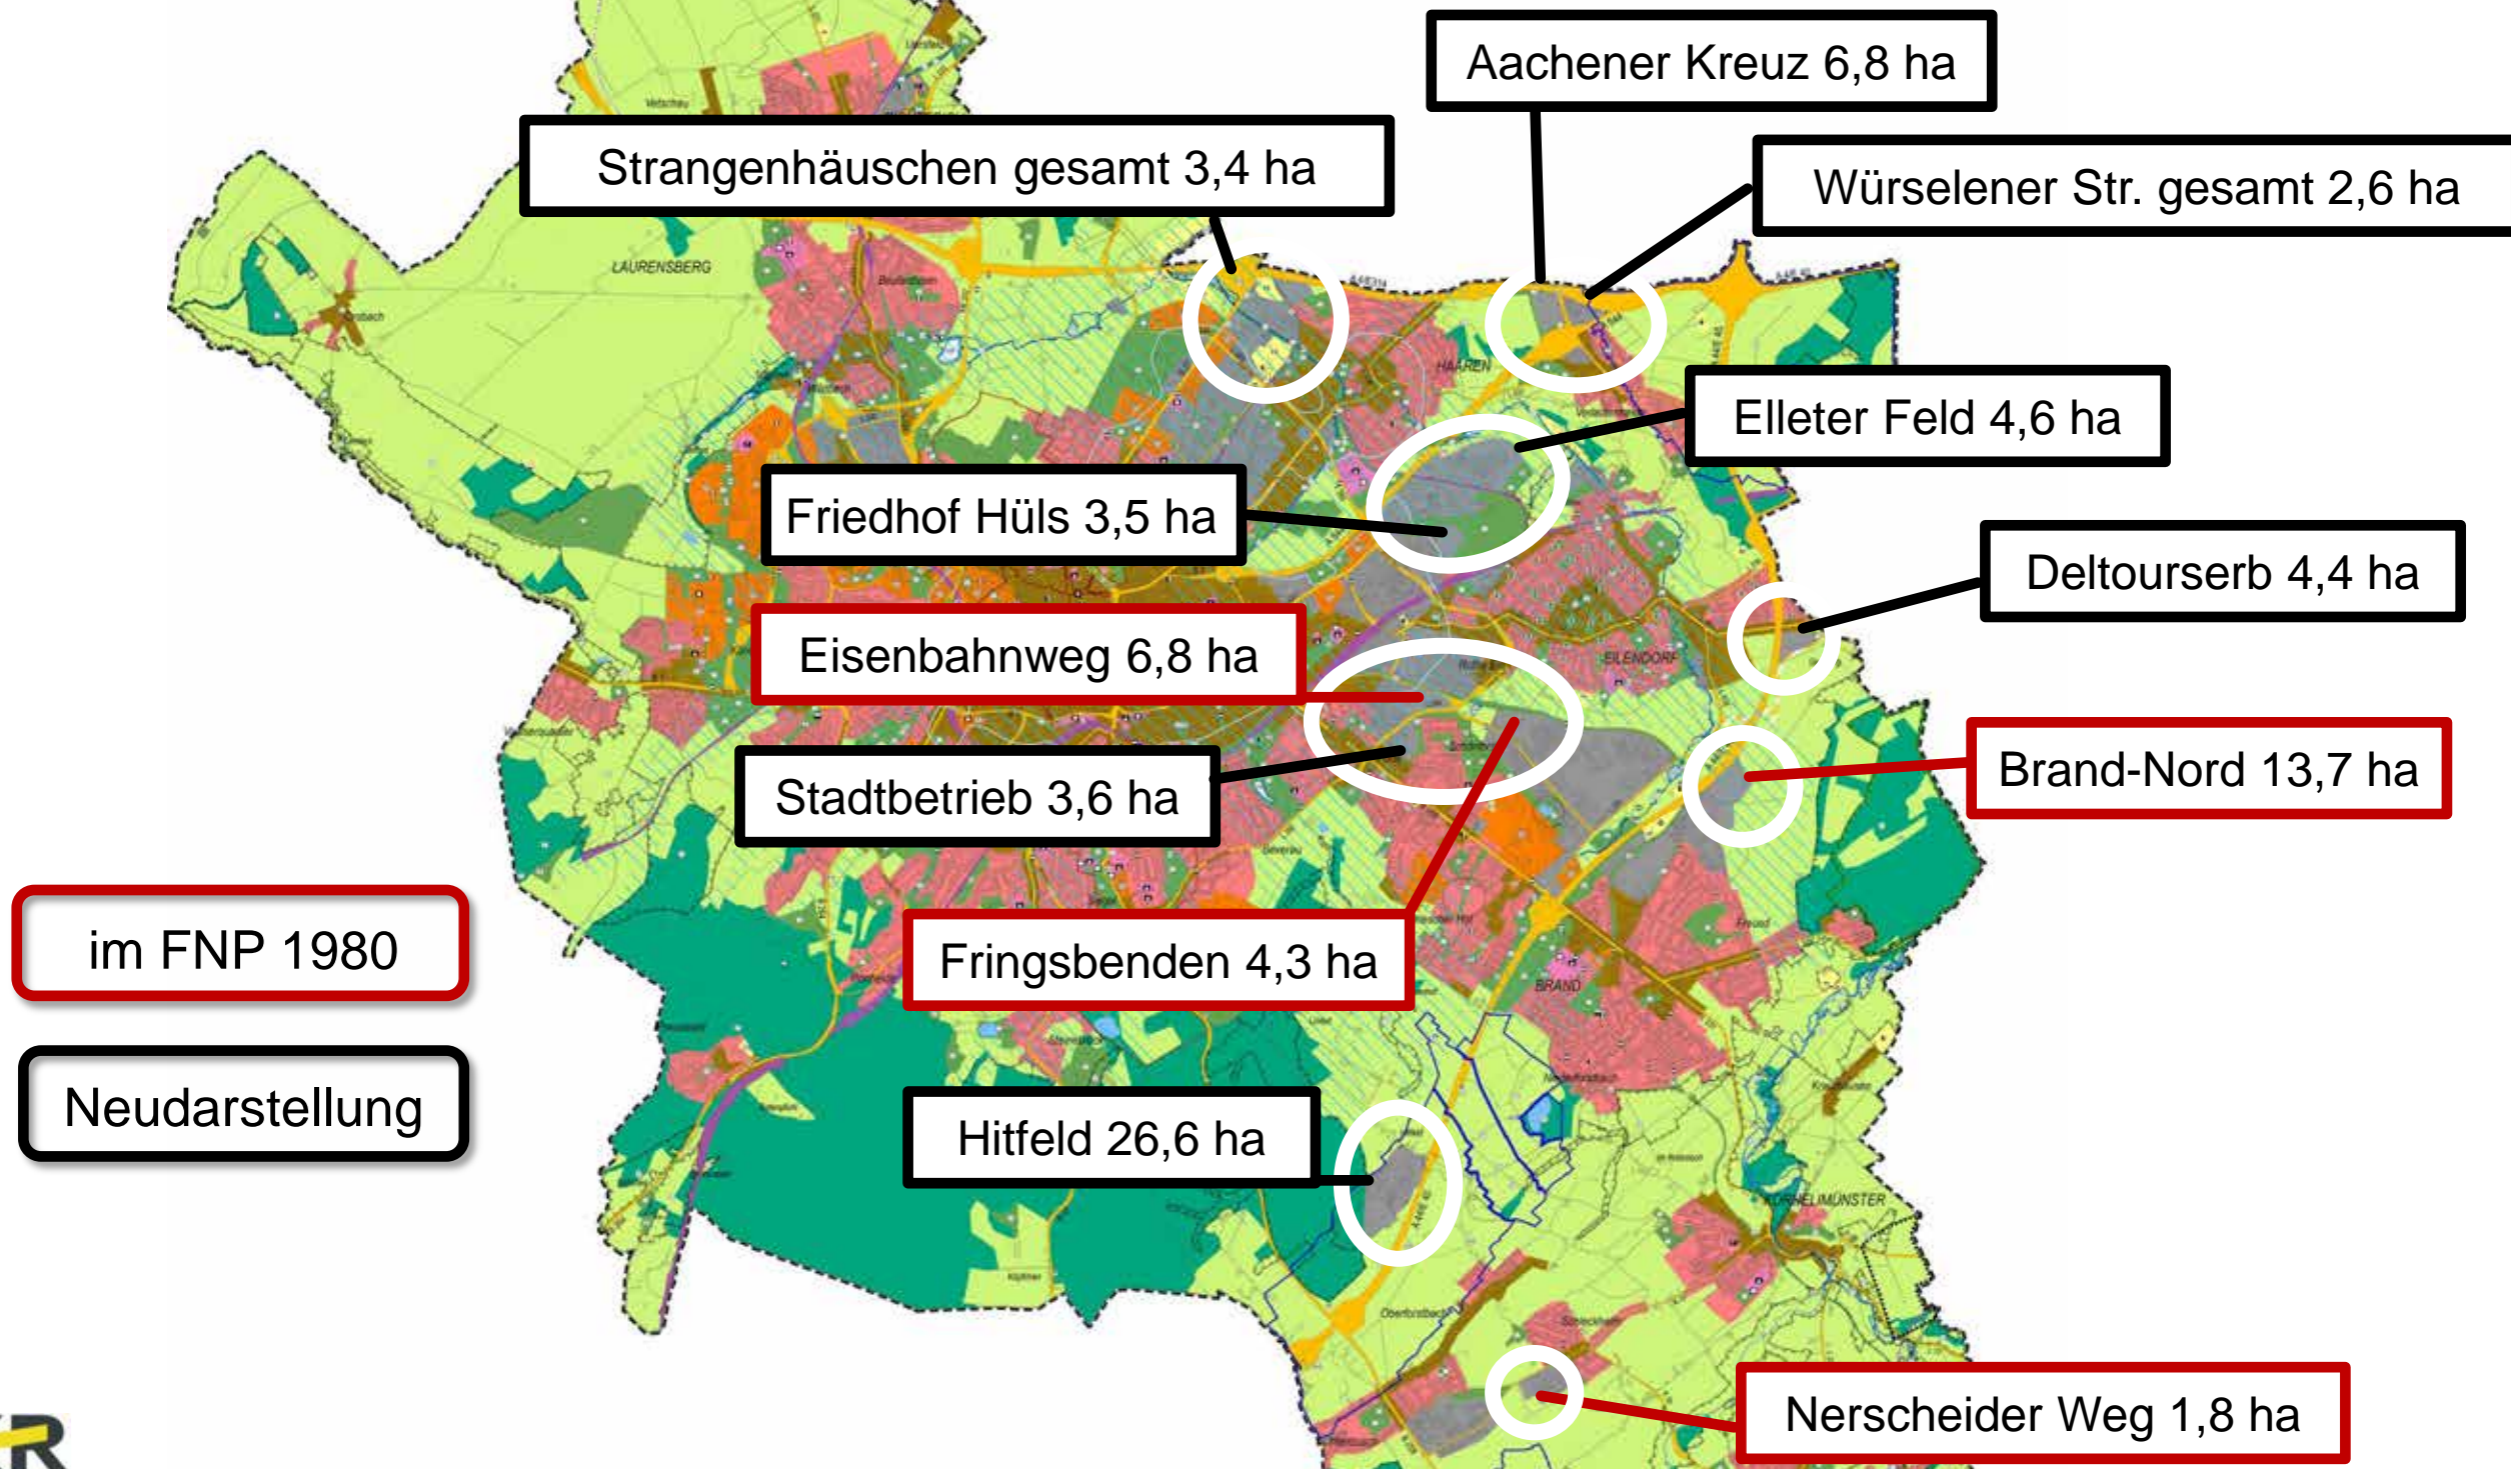 Aachener Kreuz 6,8 ha
Strangenhäuschen gesamt 3,4 ha
Würselener Str. gesamt 2,6 ha
LAURENSBERG
HAAREN
Elleter Feld 4,6 ha
Friedhof Hüls 3,5 ha
Deltourserb 4,4 ha
Eisenbahnweg 6,8 ha
EILENDORF
Brand-Nord 13,7 ha
Stadtbetrieb 3,6 ha
im FNP 1980
Fringsbenden 4,3 ha
BRAND
Neudarstellung
Hitfeld 26,6 ha
KORNELIMÜNSTER
Oberforstbach
Schleckheim
Nerscheider Weg 1,8 ha